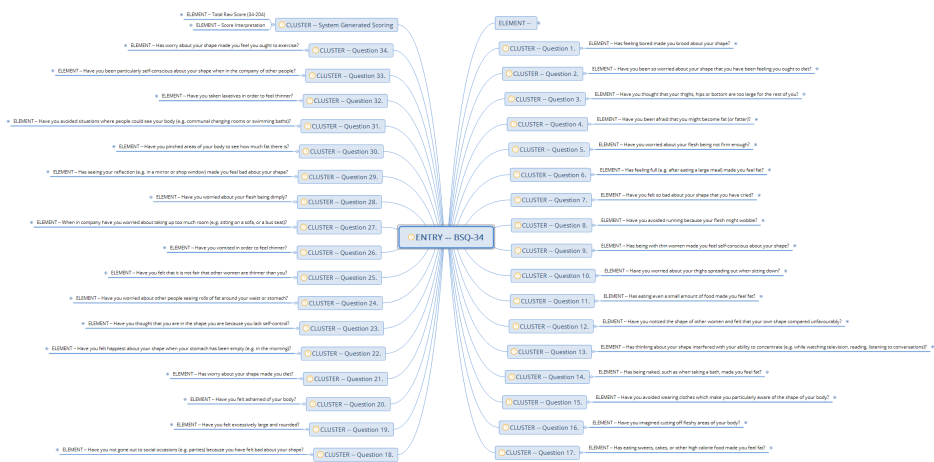 ENTRY -- BSQ-34
ELEMENT --
CLUSTER -- Question 1.
ELEMENT -- Has feeling bored made you brood about your shape?
CLUSTER -- Question 2.
ELEMENT -- Have you been so worried about your shape that you have been feeling you ought to diet?
CLUSTER -- Question 3.
ELEMENT -- Have you thought that your thighs, hips or bottom are too large for the rest of you?
CLUSTER -- Question 4.
ELEMENT -- Have you been afraid that you might become fat (or fatter)?
CLUSTER -- Question 5.
ELEMENT -- Have you worried about your flesh being not firm enough?
CLUSTER -- Question 6.
ELEMENT -- Has feeling full (e.g. after eating a large meal) made you feel fat?
CLUSTER -- Question 7.
ELEMENT -- Have you felt so bad about your shape that you have cried?
CLUSTER -- Question 8.
ELEMENT -- Have you avoided running because your flesh might wobble?
CLUSTER -- Question 9.
ELEMENT -- Has being with thin women made you feel self-conscious about your shape?
CLUSTER -- Question 10.
ELEMENT -- Have you worried about your thighs spreading out when sitting down?
CLUSTER -- Question 11.
ELEMENT -- Has eating even a small amount of food made you feel fat?
CLUSTER -- Question 12.
ELEMENT -- Have you noticed the shape of other women and felt that your own shape compared unfavourably?
CLUSTER -- Question 13.
ELEMENT -- Has thinking about your shape interfered with your ability to concentrate (e.g. while watching television, reading, listening to conversations)?
CLUSTER -- Question 14.
ELEMENT -- Has being naked, such as when taking a bath, made you feel fat?
CLUSTER -- Question 15.
ELEMENT -- Have you avoided wearing clothes which make you particularly aware of the shape of your body?
CLUSTER -- Question 16.
ELEMENT -- Have you imagined cutting off fleshy areas of your body?
CLUSTER -- Question 17.
ELEMENT -- Has eating sweets, cakes, or other high calorie food made you feel fat?
CLUSTER -- Question 18.
ELEMENT -- Have you not gone out to social occasions (e.g. parties) because you have felt bad about your shape?
CLUSTER -- Question 19.
ELEMENT -- Have you felt excessively large and rounded?
CLUSTER -- Question 20.
ELEMENT -- Have you felt ashamed of your body?
CLUSTER -- Question 21.
ELEMENT -- Has worry about your shape made you diet?
CLUSTER -- Question 22.
ELEMENT -- Have you felt happiest about your shape when your stomach has been empty (e.g. in the morning)?
CLUSTER -- Question 23.
ELEMENT -- Have you thought that you are in the shape you are because you lack self-control?
CLUSTER -- Question 24.
ELEMENT -- Have you worried about other people seeing rolls of fat around your waist or stomach?
CLUSTER -- Question 25.
ELEMENT -- Have you felt that it is not fair that other women are thinner than you?
CLUSTER -- Question 26.
ELEMENT -- Have you vomited in order to feel thinner?
CLUSTER -- Question 27.
ELEMENT -- When in company have you worried about taking up too much room (e.g. sitting on a sofa, or a bus seat)?
CLUSTER -- Question 28.
ELEMENT -- Have you worried about your flesh being dimply?
CLUSTER -- Question 29.
ELEMENT -- Has seeing your reflection (e.g. in a mirror or shop window) made you feel bad about your shape?
CLUSTER -- Question 30.
ELEMENT -- Have you pinched areas of your body to see how much fat there is?
CLUSTER -- Question 31.
ELEMENT -- Have you avoided situations where people could see your body (e.g. communal changing rooms or swimming baths)?
CLUSTER -- Question 32.
ELEMENT -- Have you taken laxatives in order to feel thinner?
CLUSTER -- Question 33.
ELEMENT -- Have you been particularly self-conscious about your shape when in the company of other people?
CLUSTER -- Question 34.
ELEMENT -- Has worry about your shape made you feel you ought to exercise?
CLUSTER -- System Generated Scoring
ELEMENT -- Total Raw Score (34-204)
ELEMENT -- Score Interpretation